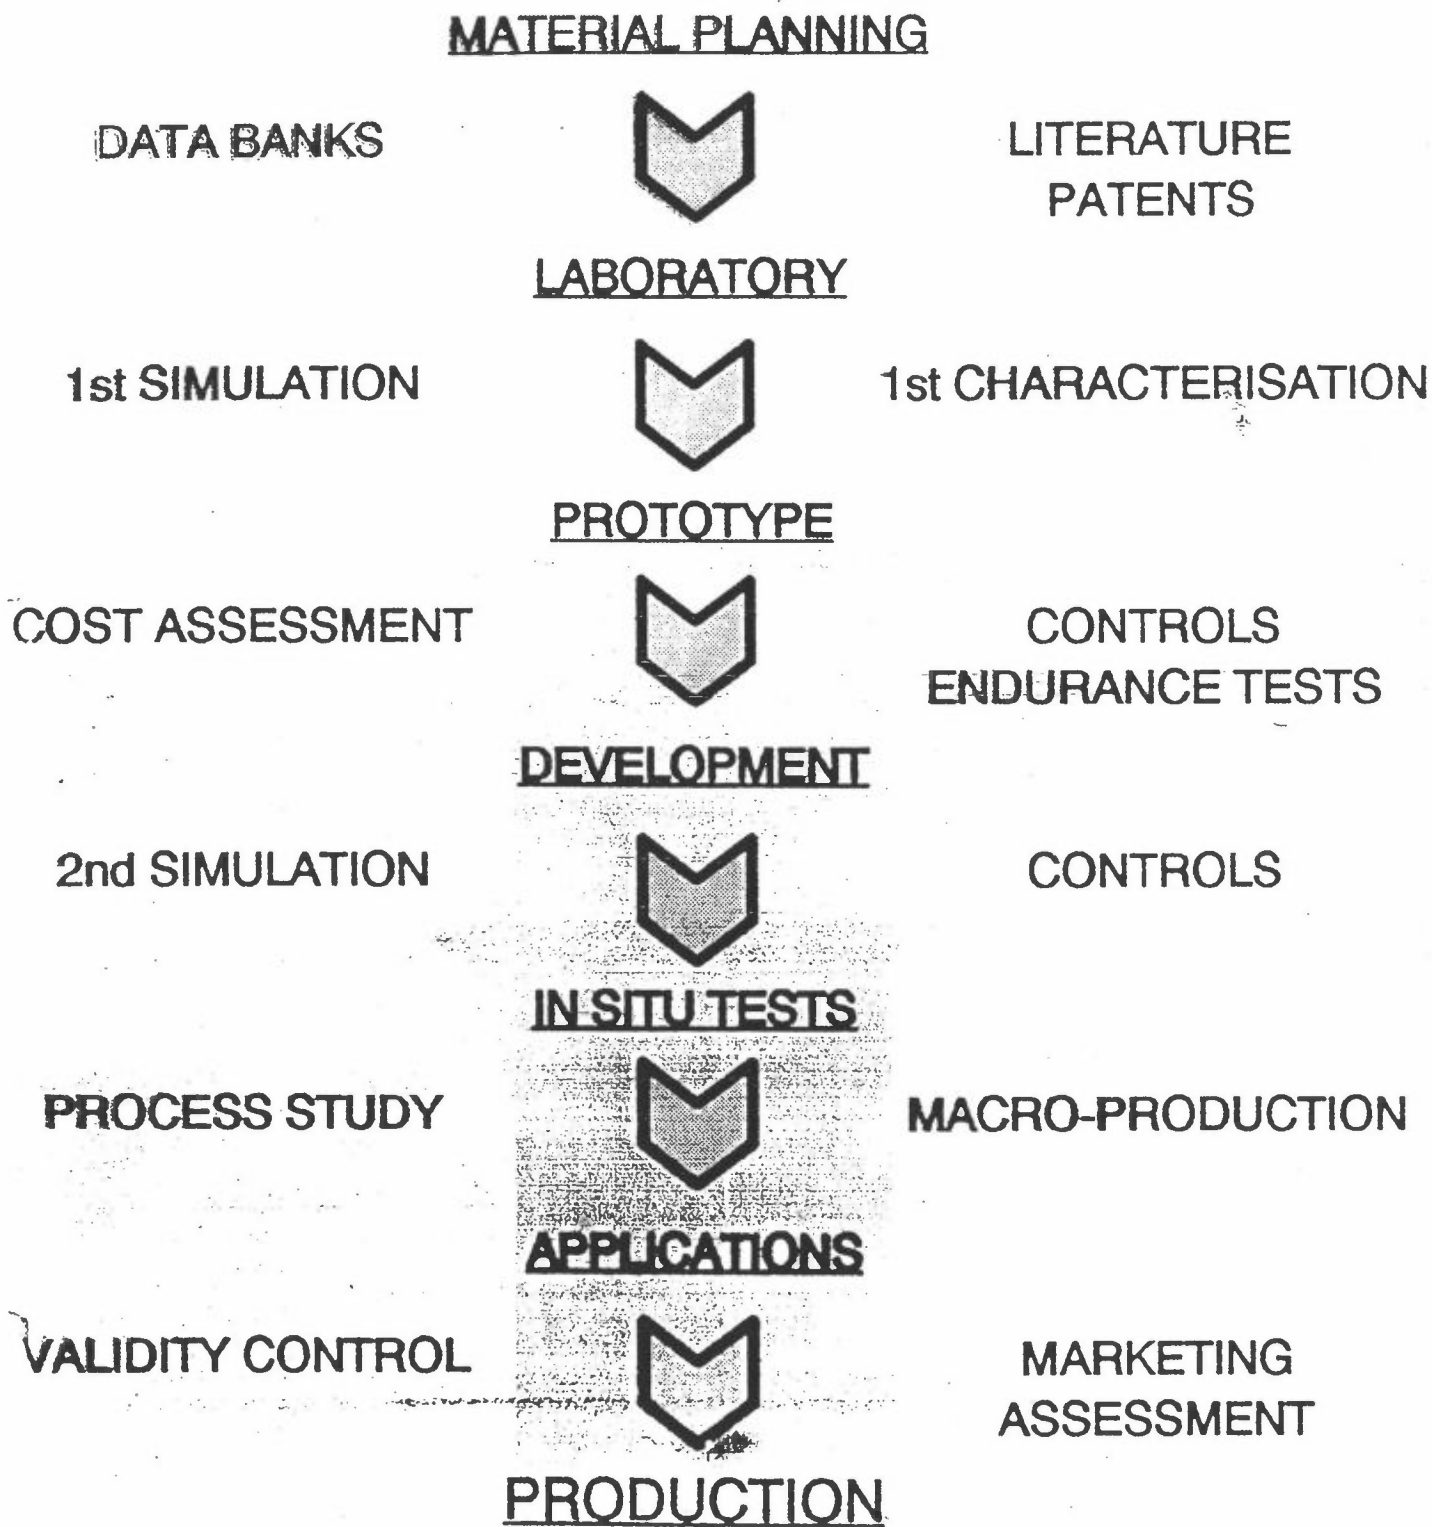 MATERIAL PLANNING
DATA BANKS
LITERATURE
PATENTS
LABORATORY
1st SIMULATION
1st CHARACTERISATION
PROTOTYPE
COST ASSESSMENT
CONTROLS
ENDURANCE TESTS
DEVELOPMENT
2nd SIMULATION
CONTROLS
IN SITU TESTS
PROCESS STUDY
MACRO-PRODUCTION
APPLICATIONS
VALIDITY CONTROL
MARKETING
ASSESSMENT
PRODUCTION